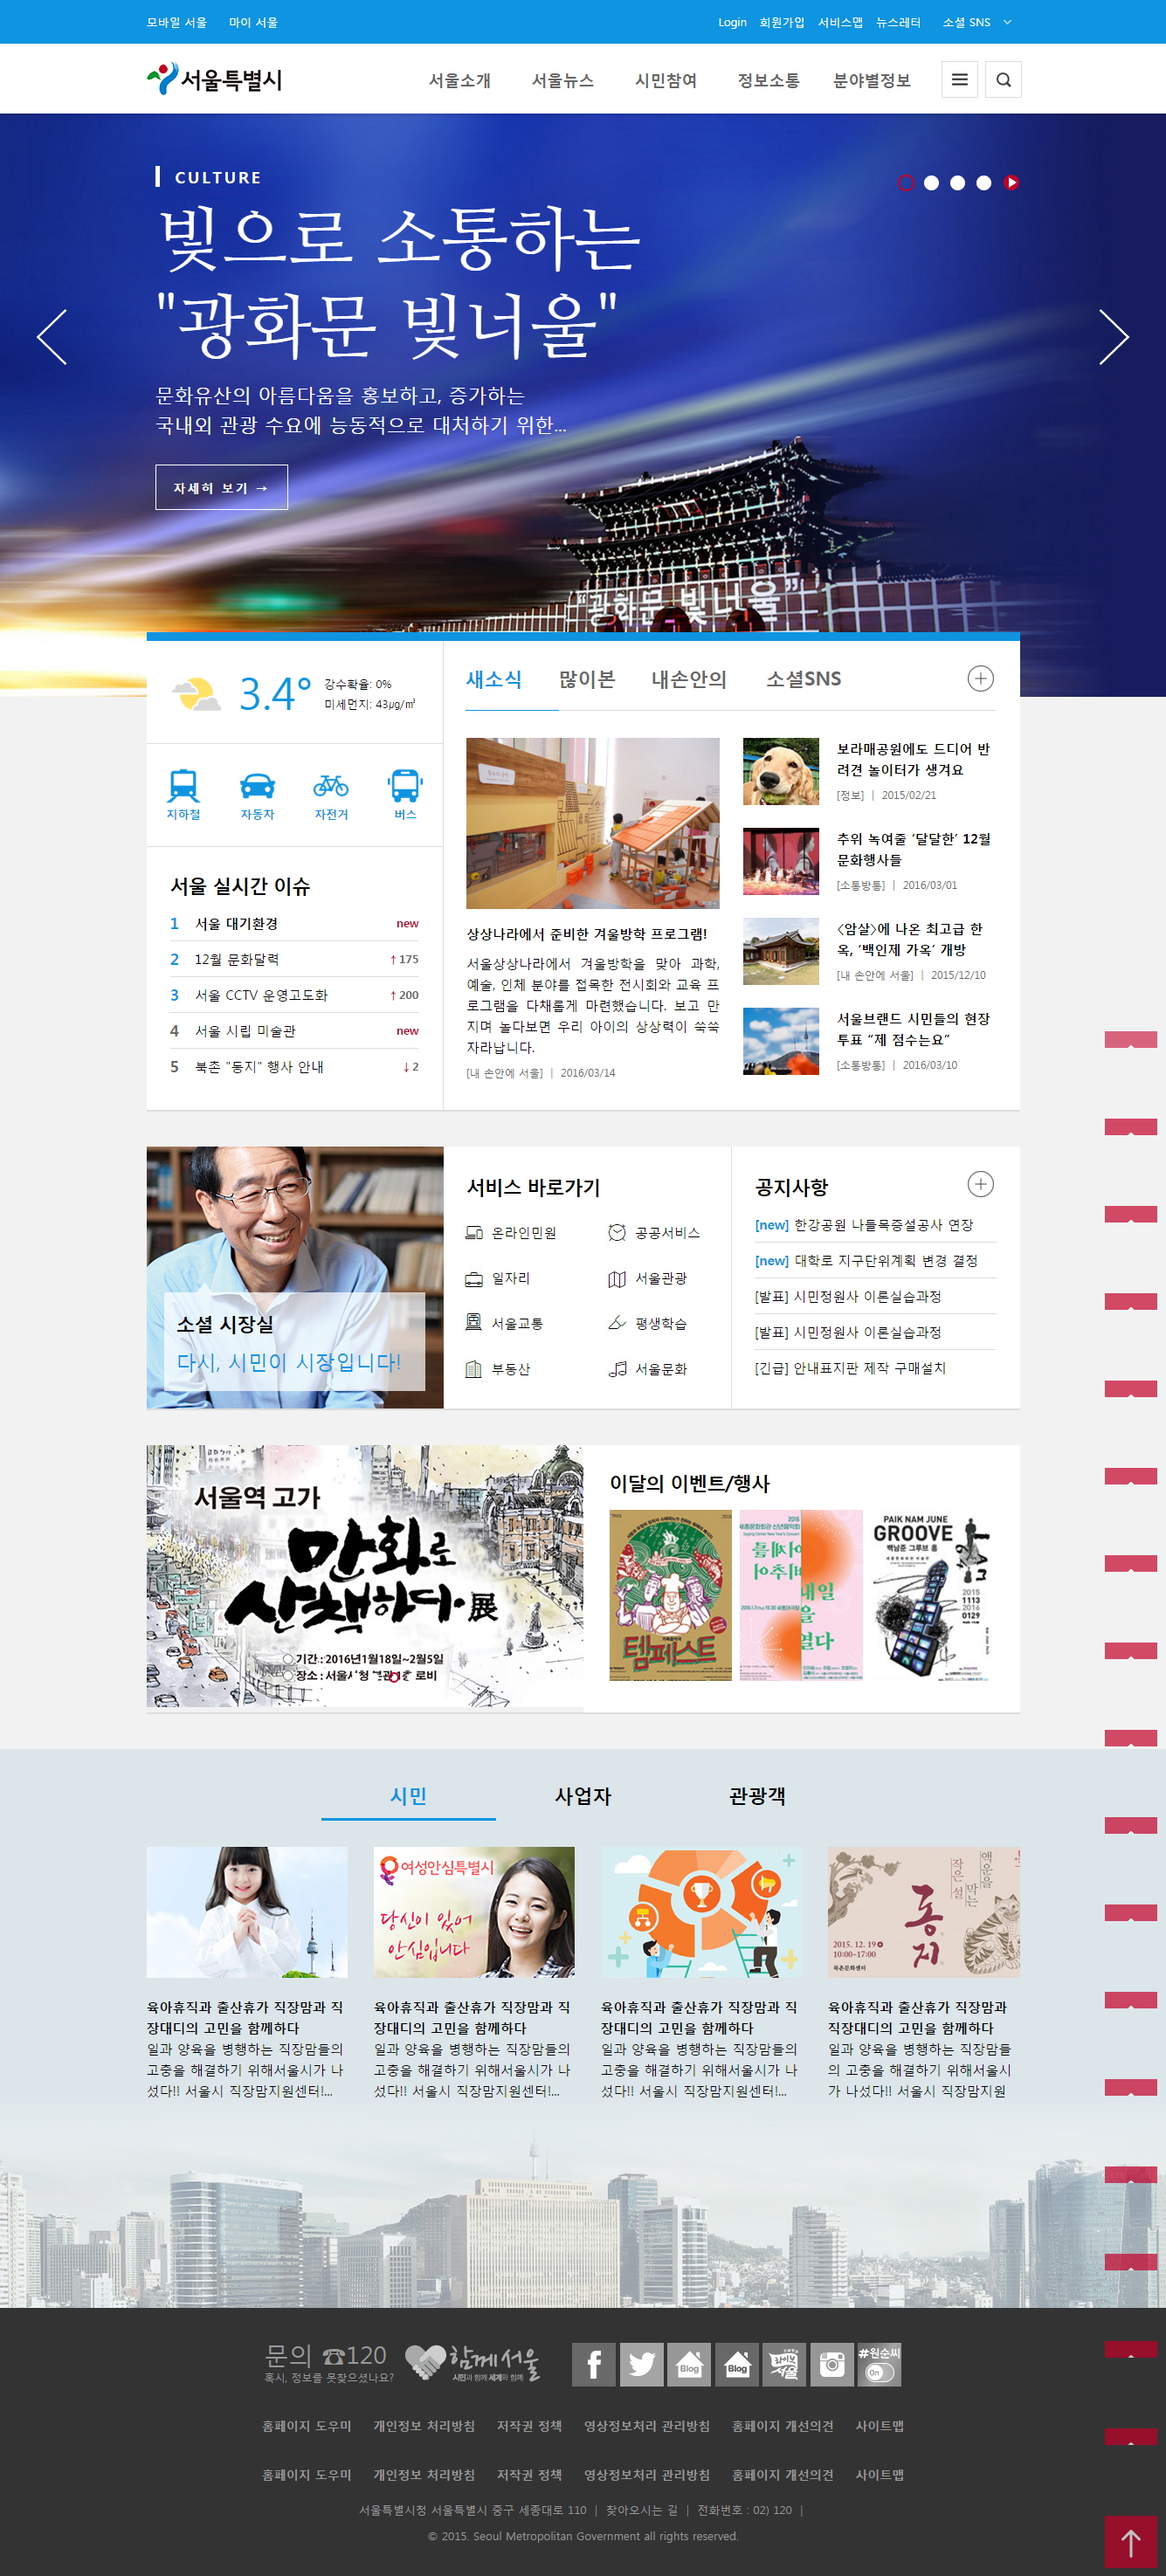 모바일 서울 마이 서울
Login 회원가입 서비스맵 뉴스레터 소셜 SNS
서울특별시
서울소개 서울뉴스 시민참여 정보소통 분야별정보
CULTURE
빛으로 소통하는
"광화문 빛너울"
문화유산의 아름다움을 홍보하고, 증가하는
국내외 관광 수요에 능동적으로 대처하기 위한...
자세히 보기 →
"광화문 빛너울"
3.4°
강수확율: 0%
미세먼지: 43㎍/㎥
지하철 자동차 자전거 버스
서울 실시간 이슈
1 서울 대기환경 new
2 12월 문화달력 ↑175
3 서울 CCTV 운영고도화 ↑200
4 서울 시립 미술관 new
5 북촌 "동지" 행사 안내 ↓2
새소식 많이본 내손안의 소셜SNS
상상나라에서 준비한 겨울방학 프로그램!
서울상상나라에서 겨울방학을 맞아 과학,
예술, 인체 분야를 접목한 전시회와 교육 프
로그램을 다채롭게 마련했습니다. 보고 만
지며 놀다보면 우리 아이의 상상력이 쑥쑥
자라납니다.
[내 손안에 서울] | 2016/03/14
보라매공원에도 드디어 반
려견 놀이터가 생겨요
[정보] | 2015/02/21
추위 녹여줄 ‘달달한’ 12월
문화행사들
[소통방통] | 2016/03/01
<암살>에 나온 최고급 한
옥, ‘백인제 가옥’ 개방
[내 손안에 서울] | 2015/12/10
서울브랜드 시민들의 현장
투표 “제 점수는요”
[소통방통] | 2016/03/10
소셜 시장실
다시, 시민이 시장입니다!
서비스 바로가기
온라인민원 공공서비스
일자리 서울관광
서울교통 평생학습
부동산 서울문화
공지사항
[new] 한강공원 나들목증설공사 연장
[new] 대학로 지구단위계획 변경 결정
[발표] 시민정원사 이론실습과정
[발표] 시민정원사 이론실습과정
[긴급] 안내표지판 제작 구매설치
서울역 고가
만화로
산책하다·展
기간 : 2016년1월18일~2월5일
장소 : 서울시청 로비
이달의 이벤트/행사
템페스트
2016
세종문화회관 신년음악회
내일
을
열다
PAIK NAM JUNE
GROOVE
백남준 그루브 흥
2015
1113
2016
0129
시민 사업자 관광객
여성안심특별시
당신이 있어
안심입니다
작은 설
액운을
막는
동지
2015. 12. 19
10:00~17:00
북촌문화센터
육아휴직과 출산휴가 직장맘과 직
장대디의 고민을 함께하다
일과 양육을 병행하는 직장맘들의
고충을 해결하기 위해서울시가 나
섰다!! 서울시 직장맘지원센터!...
육아휴직과 출산휴가 직장맘과 직
장대디의 고민을 함께하다
일과 양육을 병행하는 직장맘들의
고충을 해결하기 위해서울시가 나
섰다!! 서울시 직장맘지원센터!...
육아휴직과 출산휴가 직장맘과 직
장대디의 고민을 함께하다
일과 양육을 병행하는 직장맘들의
고충을 해결하기 위해서울시가 나
섰다!! 서울시 직장맘지원센터!...
육아휴직과 출산휴가 직장맘과
직장대디의 고민을 함께하다
일과 양육을 병행하는 직장맘들
의 고충을 해결하기 위해서울시
가 나섰다!! 서울시 직장맘지원
문의 ☎120
혹시, 정보를 못찾으셨나요?
함께서울
시민과 함께 세계와 함께
Blog
Blog
라이브
서울
#원순씨
On
홈페이지 도우미 개인정보 처리방침 저작권 정책 영상정보처리 관리방침 홈페이지 개선의견 사이트맵
홈페이지 도우미 개인정보 처리방침 저작권 정책 영상정보처리 관리방침 홈페이지 개선의견 사이트맵
서울특별시청 서울특별시 중구 세종대로 110 | 찾아오시는 길 | 전화번호 : 02) 120 |
© 2015. Seoul Metropolitan Government all rights reserved.